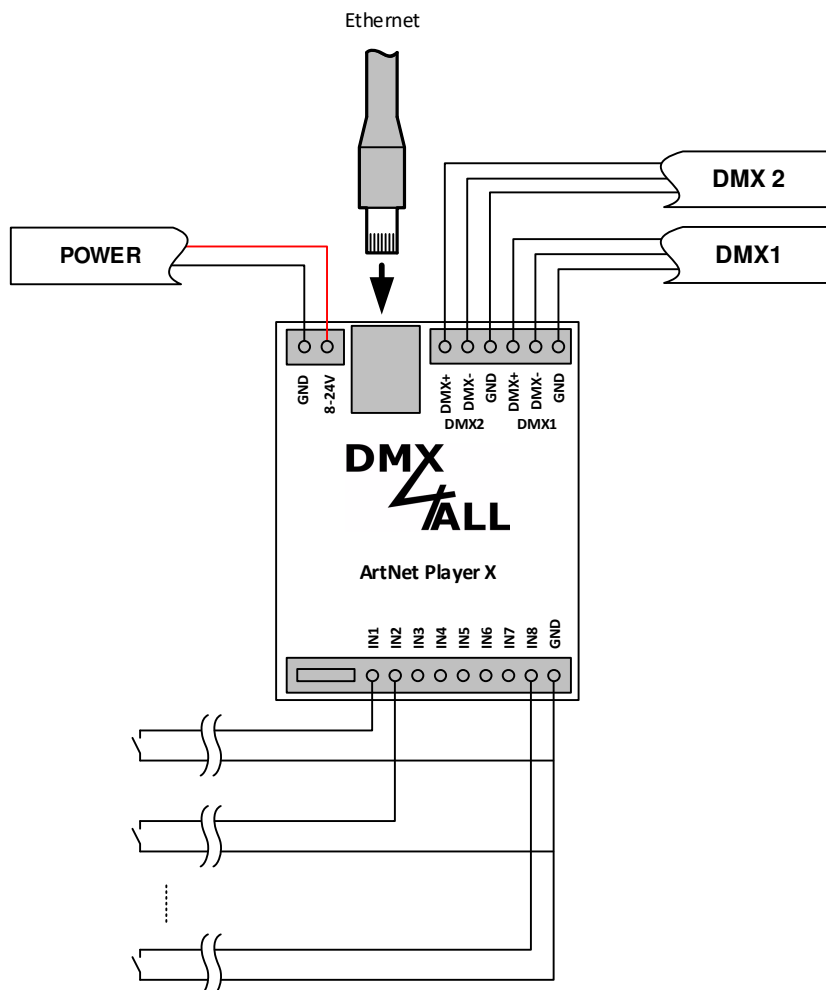 Ethernet
DMX 2
POWER
DMX1
GND
8-24V
DMX+
DMX-
GND
DMX+
DMX-
GND
DMX2
DMX1
DMX
4
ALL
ArtNet Player X
IN1
IN2
IN3
IN4
IN5
IN6
IN7
IN8
GND